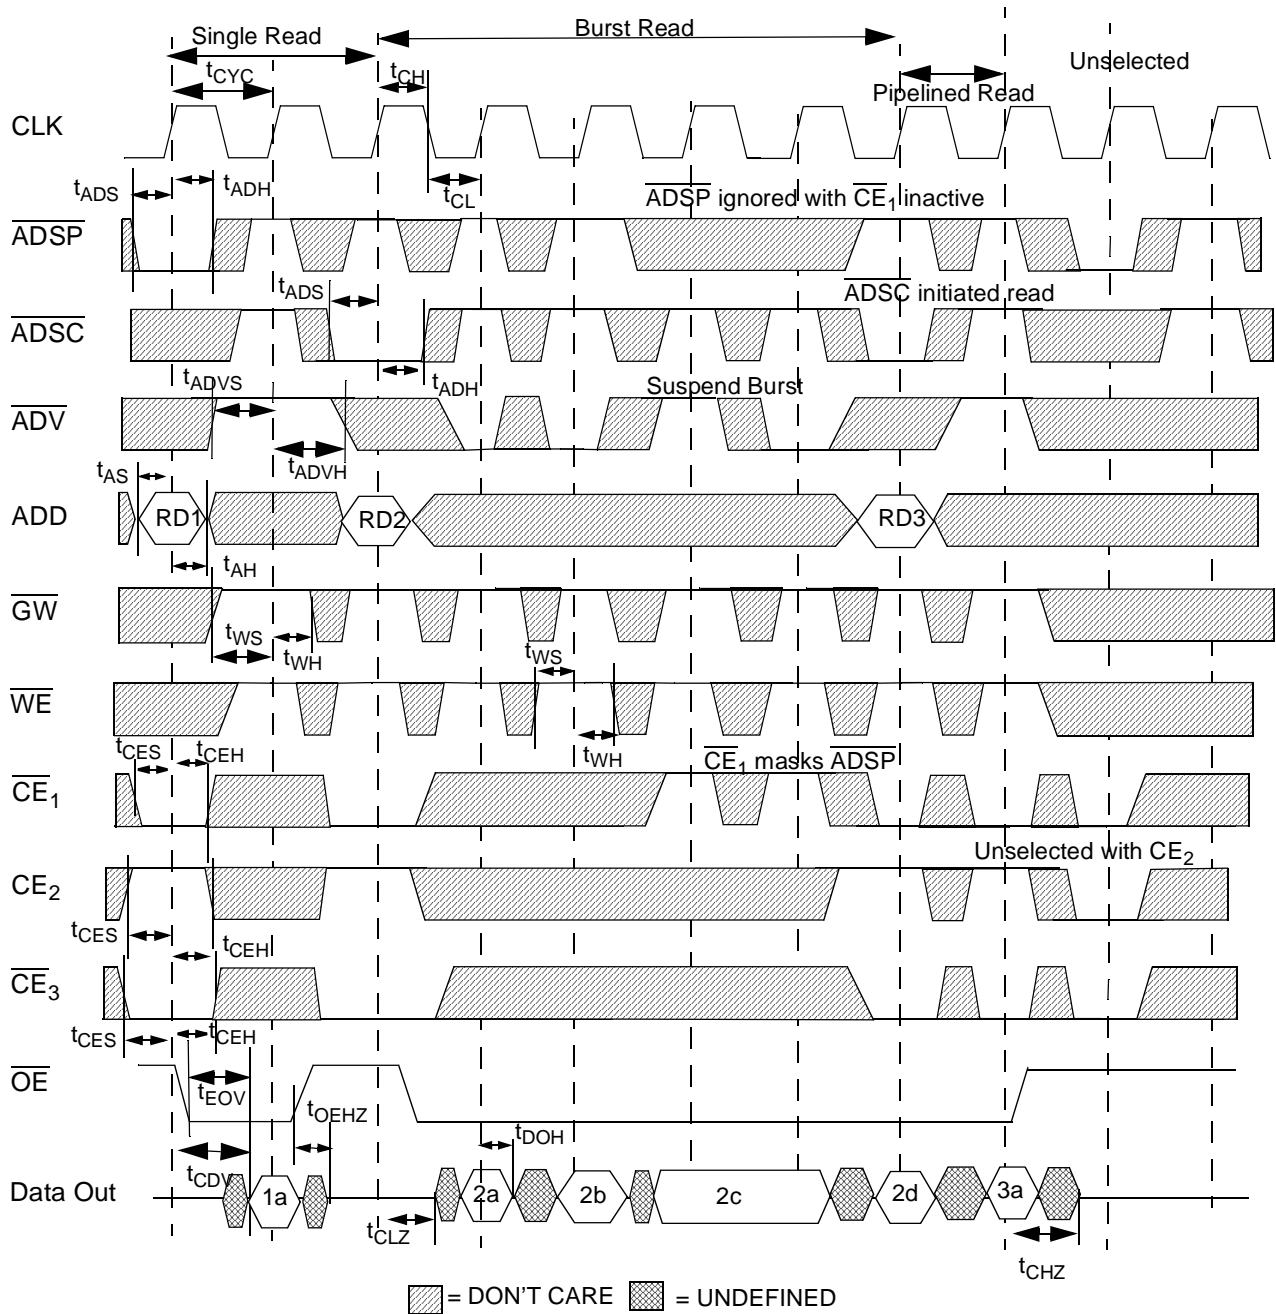 Single Read
Burst Read
Unselected
tCYC
tCH
Pipelined Read
CLK
tADS
tADH
tCL
ADSP ignored with CE1 inactive
ADSP
tADS
ADSC initiated read
ADSC
tADVS
tADH
Suspend Burst
ADV
tAS
tADVH
ADD
RD1
RD2
RD3
tAH
GW
tWS
tWH
tWS
WE
tCES
tCEH
tWH
CE1 masks ADSP
CE1
Unselected with CE2
CE2
tCES
tCEH
CE3
tCES
tCEH
OE
tEOV
tOEHZ
tDOH
tCDV
Data Out
1a
2a
2b
2c
2d
3a
tCLZ
tCHZ
= DON'T CARE
= UNDEFINED